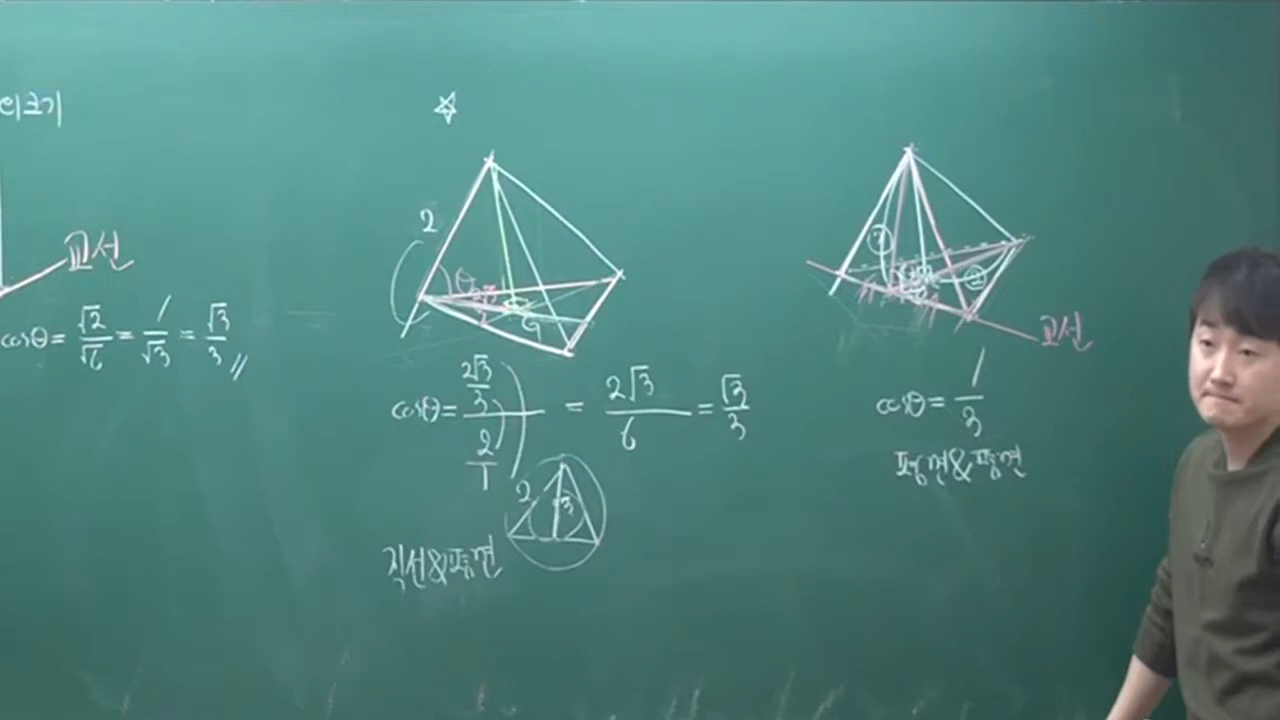 의크기
☆
교선
cosθ = √2/√6 = 1/√3 = √3/3 //
2
θ
G
cosθ = (2√3/3)/(2/1) = 2√3/6 = √3/3
2
√3
직선&평면
②
교선
cosθ = 1/3
평면&평면